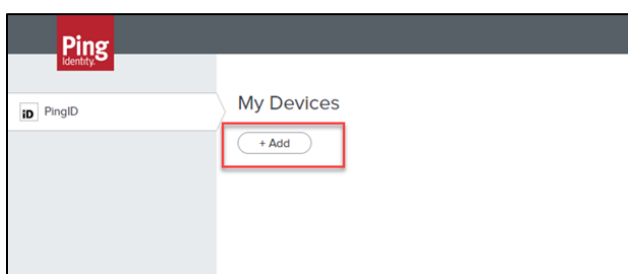 Ping
Identity.
iD PingID
My Devices
+ Add